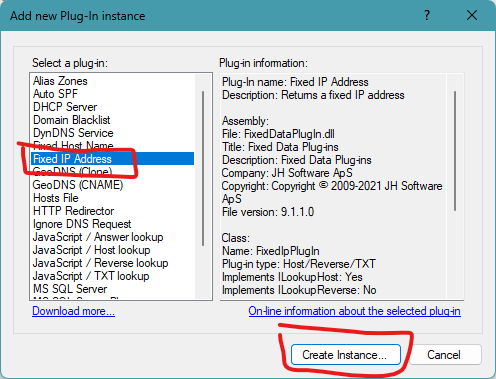 Add new Plug-In instance
Select a plug-in:
Alias Zones
Auto SPF
DHCP Server
Domain Blacklist
DynDNS Service
Fixed Host Name
Fixed IP Address
GeoDNS (Clone)
GeoDNS (CNAME)
Hosts File
HTTP Redirector
Ignore DNS Request
JavaScript / Answer lookup
JavaScript / Host lookup
JavaScript / Reverse lookup
JavaScript / TXT lookup
MS SQL Server
Download more...
Plug-in information:
Plug-In name: Fixed IP Address
Description: Returns a fixed IP address
Assembly:
File: FixedDataPlugIn.dll
Title: Fixed Data Plug-ins
Description: Fixed Data Plug-ins
Company: JH Software ApS
Copyright: Copyright © 2009-2021 JH Software
ApS
File version: 9.1.1.0
Class:
Name: FixedIpPlugIn
Plug-in type: Host/Reverse/TXT
Implements ILookupHost: Yes
Implements ILookupReverse: No
On-line information about the selected plug-in
Create Instance...
Cancel